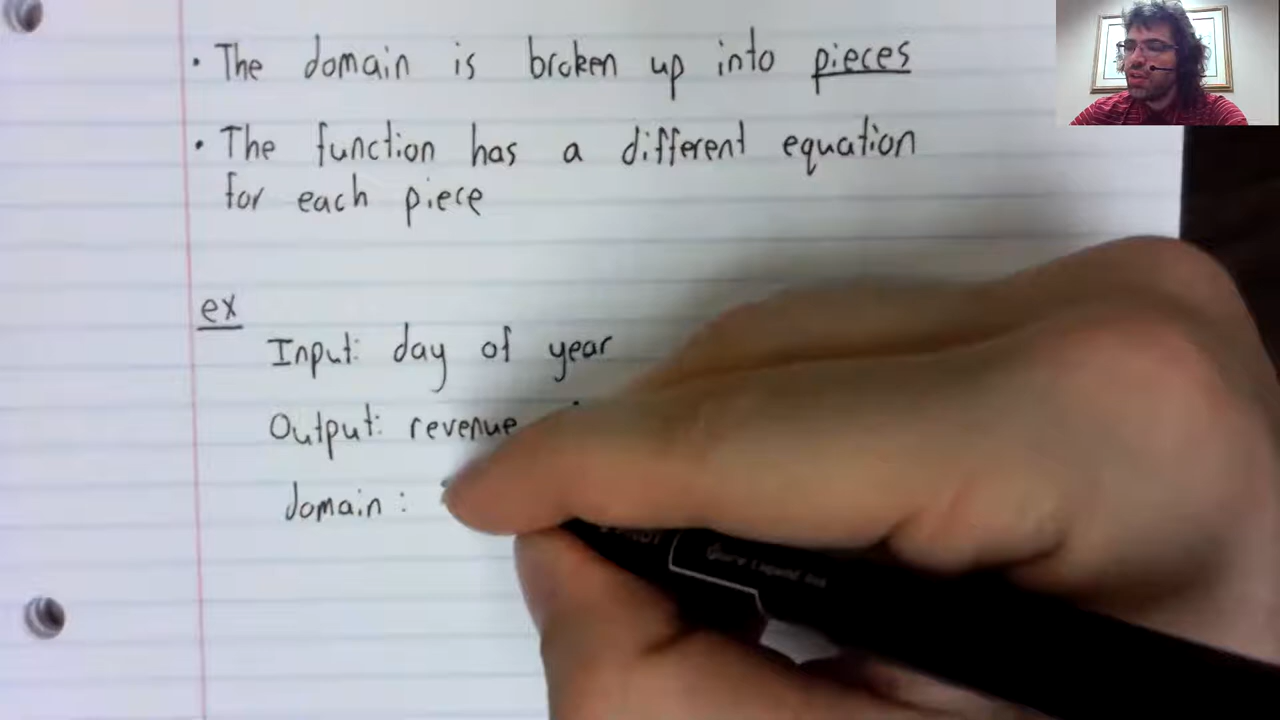 • The domain is broken up into pieces
• The function has a different equation
for each piece
ex
Input: day of year
Output: revenue
domain: